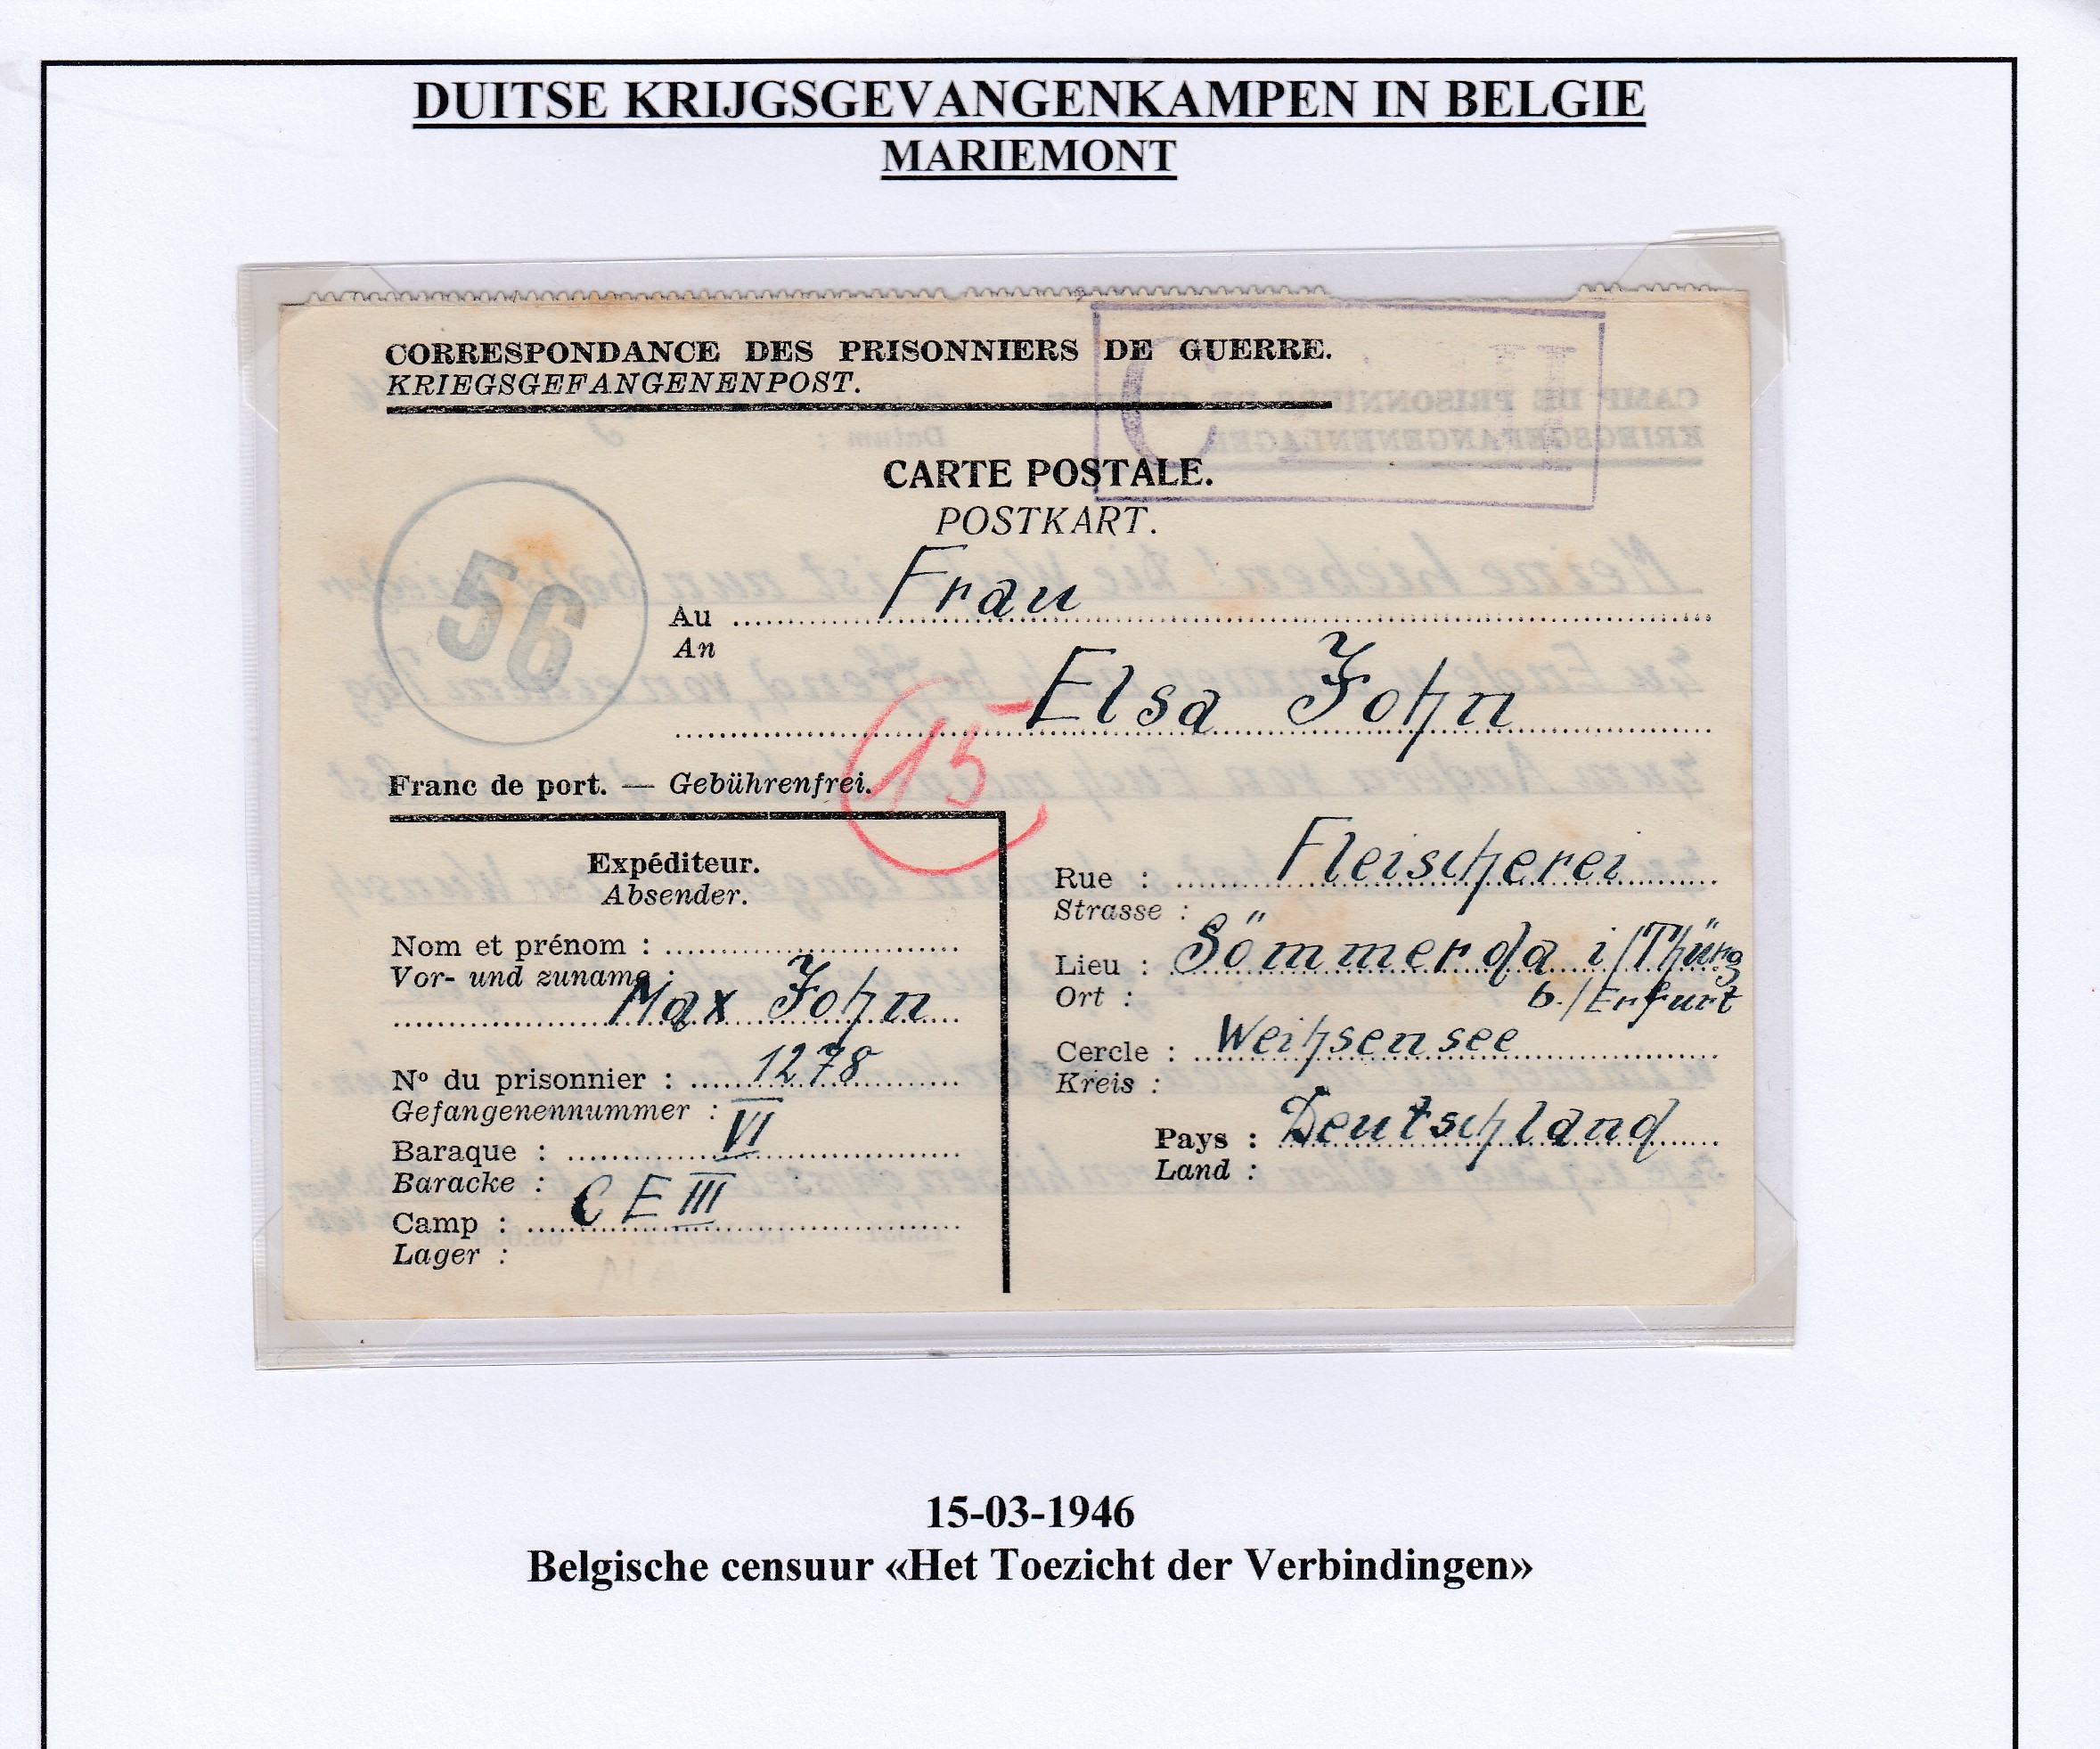 DUITSE KRIJGSGEVANGENKAMPEN IN BELGIE
MARIEMONT
CORRESPONDANCE DES PRISONNIERS DE GUERRE.
KRIEGSGEFANGENENPOST.
CARTE POSTALE.
POSTKART.
56
Au Frau
An
Elsa John
15
Franc de port. — Gebührenfrei.
Expéditeur.
Absender.
Nom et prénom :
Vor- und zuname :
Max John
Nº du prisonnier : 1278
Gefangenennummer :
Baraque : VI
Baracke :
Camp : C E III
Lager :
Rue : Fleischerei
Strasse :
Lieu : Sömmerda i/Thürg
Ort : b./Erfurt
Cercle : Weihsensee
Kreis :
Pays : Deutschland
Land :
15-03-1946
Belgische censuur «Het Toezicht der Verbindingen»